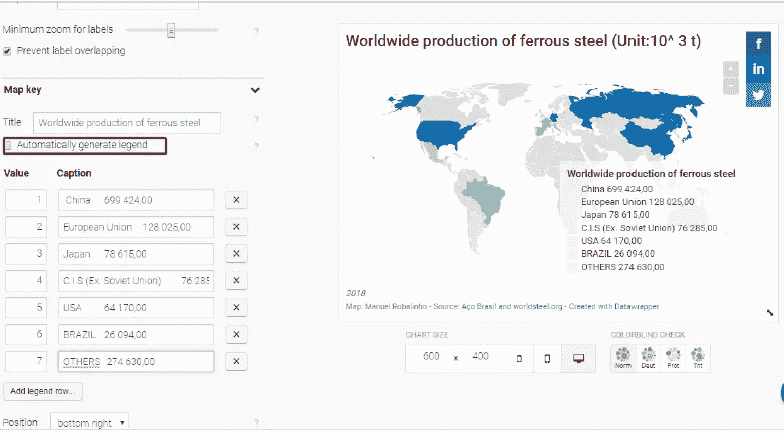 Minimum zoom for labels
?
Prevent label overlapping
Map key
Title Worldwide production of ferrous steel ?
Automatically generate legend ?
Value Caption
1 China 699 424,00 X
2 European Union 128 025,00 X
3 Japan 78 615,00 X
4 C.I.S (Ex. Soviet Union) 76 285 X
5 USA 64 170,00 X
6 BRAZIL 26 094,00 X
7 OTHERS 274 630,00 X
Add legend row...
Position bottom right ?
Worldwide production of ferrous steel (Unit:10^ 3 t)
f
in
+
-
Worldwide production of ferrous steel
China 699 424,00
European Union 128 025,00
Japan 78 615,00
C.I.S (Ex. Soviet Union) 76 285,00
USA 64 170,00
BRAZIL 26 094,00
OTHERS 274 630,00
2018
Map: Manuel Robalinho • Source: Aço Brasil and worldsteel.org • Created with Datawrapper
CHART SIZE
600 × 400
COLORBLIND CHECK
Norm Deut Prot Trit